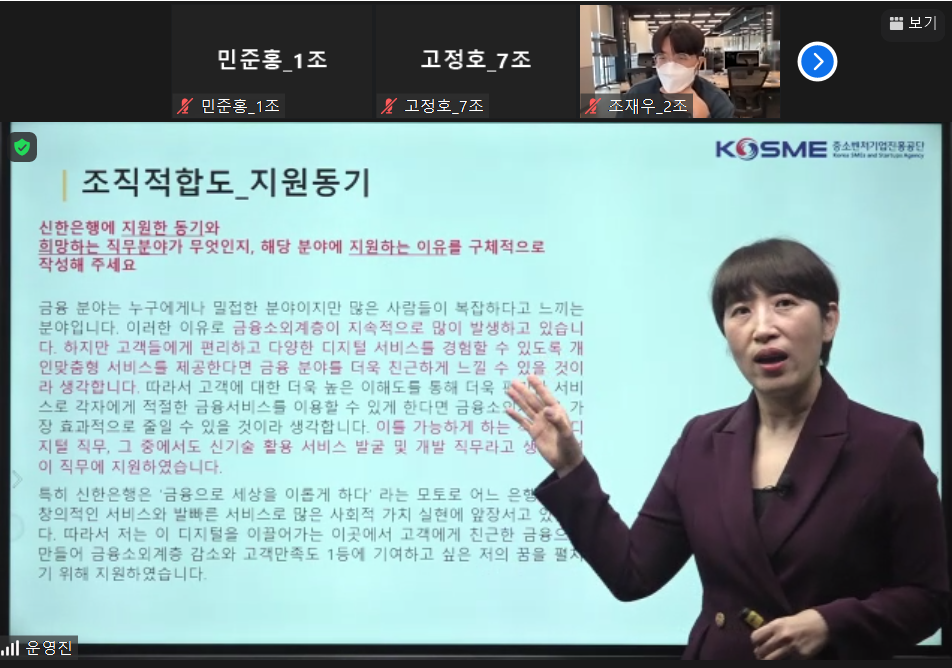 민준홍_1조
고정호_7조
보기
민준홍_1조
고정호_7조
조재우_2조
KOSME 중소벤처기업진흥공단
Korea SMEs and Startups Agency
조직적합도_지원동기
신한은행에 지원한 동기와
희망하는 직무분야가 무엇인지, 해당 분야에 지원하는 이유를 구체적으로
작성해 주세요
금융 분야는 누구에게나 밀접한 분야이지만 많은 사람들이 복잡하다고 느끼는
분야입니다. 이러한 이유로 금융소외계층이 지속적으로 많이 발생하고 있습니
다. 하지만 고객들에게 편리하고 다양한 디지털 서비스를 경험할 수 있도록 개
인맞춤형 서비스를 제공한다면 금융 분야를 더욱 친근하게 느낄 수 있을 것이
라 생각합니다. 따라서 고객에 대한 더욱 높은 이해도를 통해 더욱 서비
스로 각자에게 적절한 금융서비스를 이용할 수 있게 한다면 가
장 효과적으로 줄일 수 있을 것이라 생각합니다. 이를 가능하게 하는 디
지털 직무, 그 중에서도 신기술 활용 서비스 발굴 및 개발 직무라고
이 직무에 지원하였습니다.
특히 신한은행은 ‘금융으로 세상을 이롭게 하다’ 라는 모토로 어느
창의적인 서비스와 발빠른 서비스로 많은 사회적 가치 실현에 앞장서고
다. 따라서 저는 이 디지털을 이끌어가는 이곳에서 고객에게 친근한
만들어 금융소외계층 감소와 고객만족도 1등에 기여하고 싶은 저의 꿈을 펼치
기 위해 지원하였습니다.
운영진